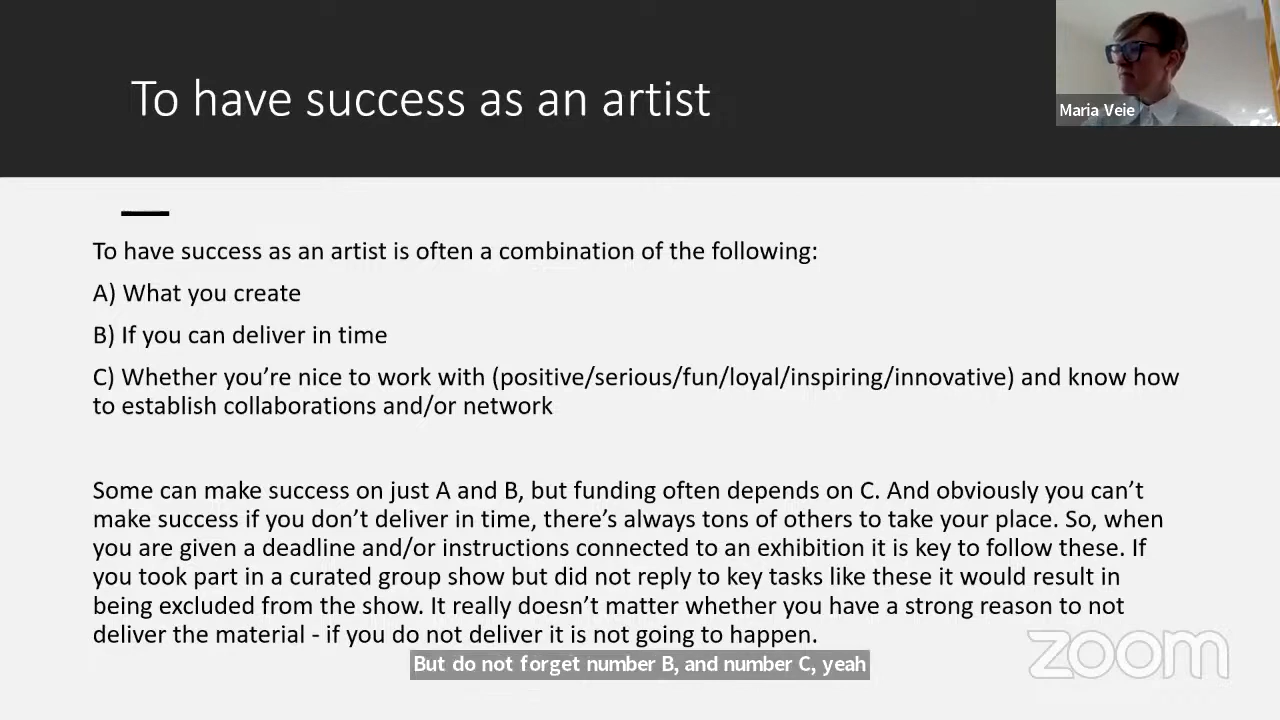 To have success as an artist
Maria Veie
To have success as an artist is often a combination of the following:
A) What you create
B) If you can deliver in time
C) Whether you’re nice to work with (positive/serious/fun/loyal/inspiring/innovative) and know how
to establish collaborations and/or network
Some can make success on just A and B, but funding often depends on C. And obviously you can’t
make success if you don’t deliver in time, there’s always tons of others to take your place. So, when
you are given a deadline and/or instructions connected to an exhibition it is key to follow these. If
you took part in a curated group show but did not reply to key tasks like these it would result in
being excluded from the show. It really doesn’t matter whether you have a strong reason to not
deliver the material - if you do not deliver it is not going to happen.
zoom
But do not forget number B, and number C, yeah